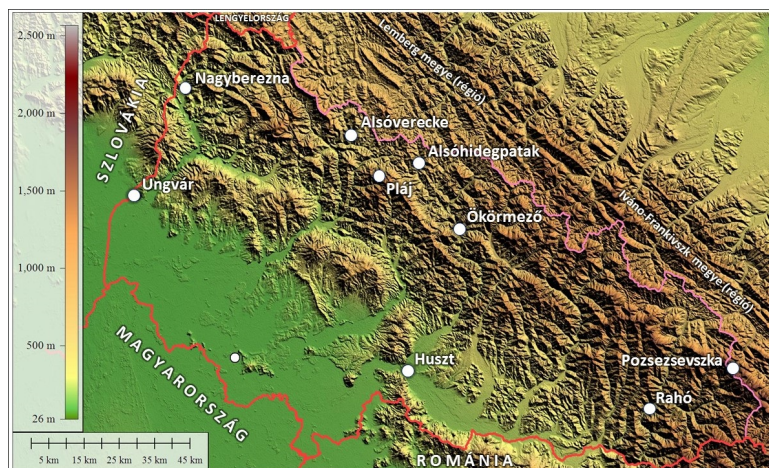 LENGYELORSZÁG
2,500 m
Lemberg megye (régió)
Nagyberezna
2,000 m
Alsóverecke
SZLOVÁKIA
Alsóhidegpatak
Ungvár
Pláj
1,500 m
Ökörmező
Ivano-Frankivszk megye (régió)
1,000 m
500 m
MAGYARORSZÁG
Huszt
Pozsezsevszka
Rahó
26 m
5 km 15 km 25 km 35 km 45 km
ROMÁNIA